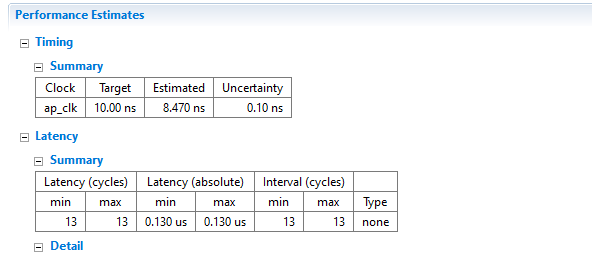 Performance Estimates
Timing
Summary
Clock Target Estimated Uncertainty
ap_clk 10.00 ns 8.470 ns 0.10 ns
Latency
Summary
Latency (cycles) Latency (absolute) Interval (cycles)
min max min max min max Type
13 13 0.130 us 0.130 us 13 13 none
Detail